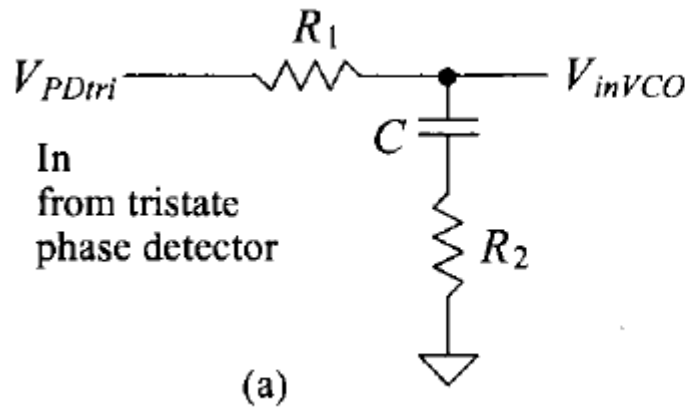 R1
VPDtri
VinVCO
C
In
from tristate
phase detector
R2
(a)